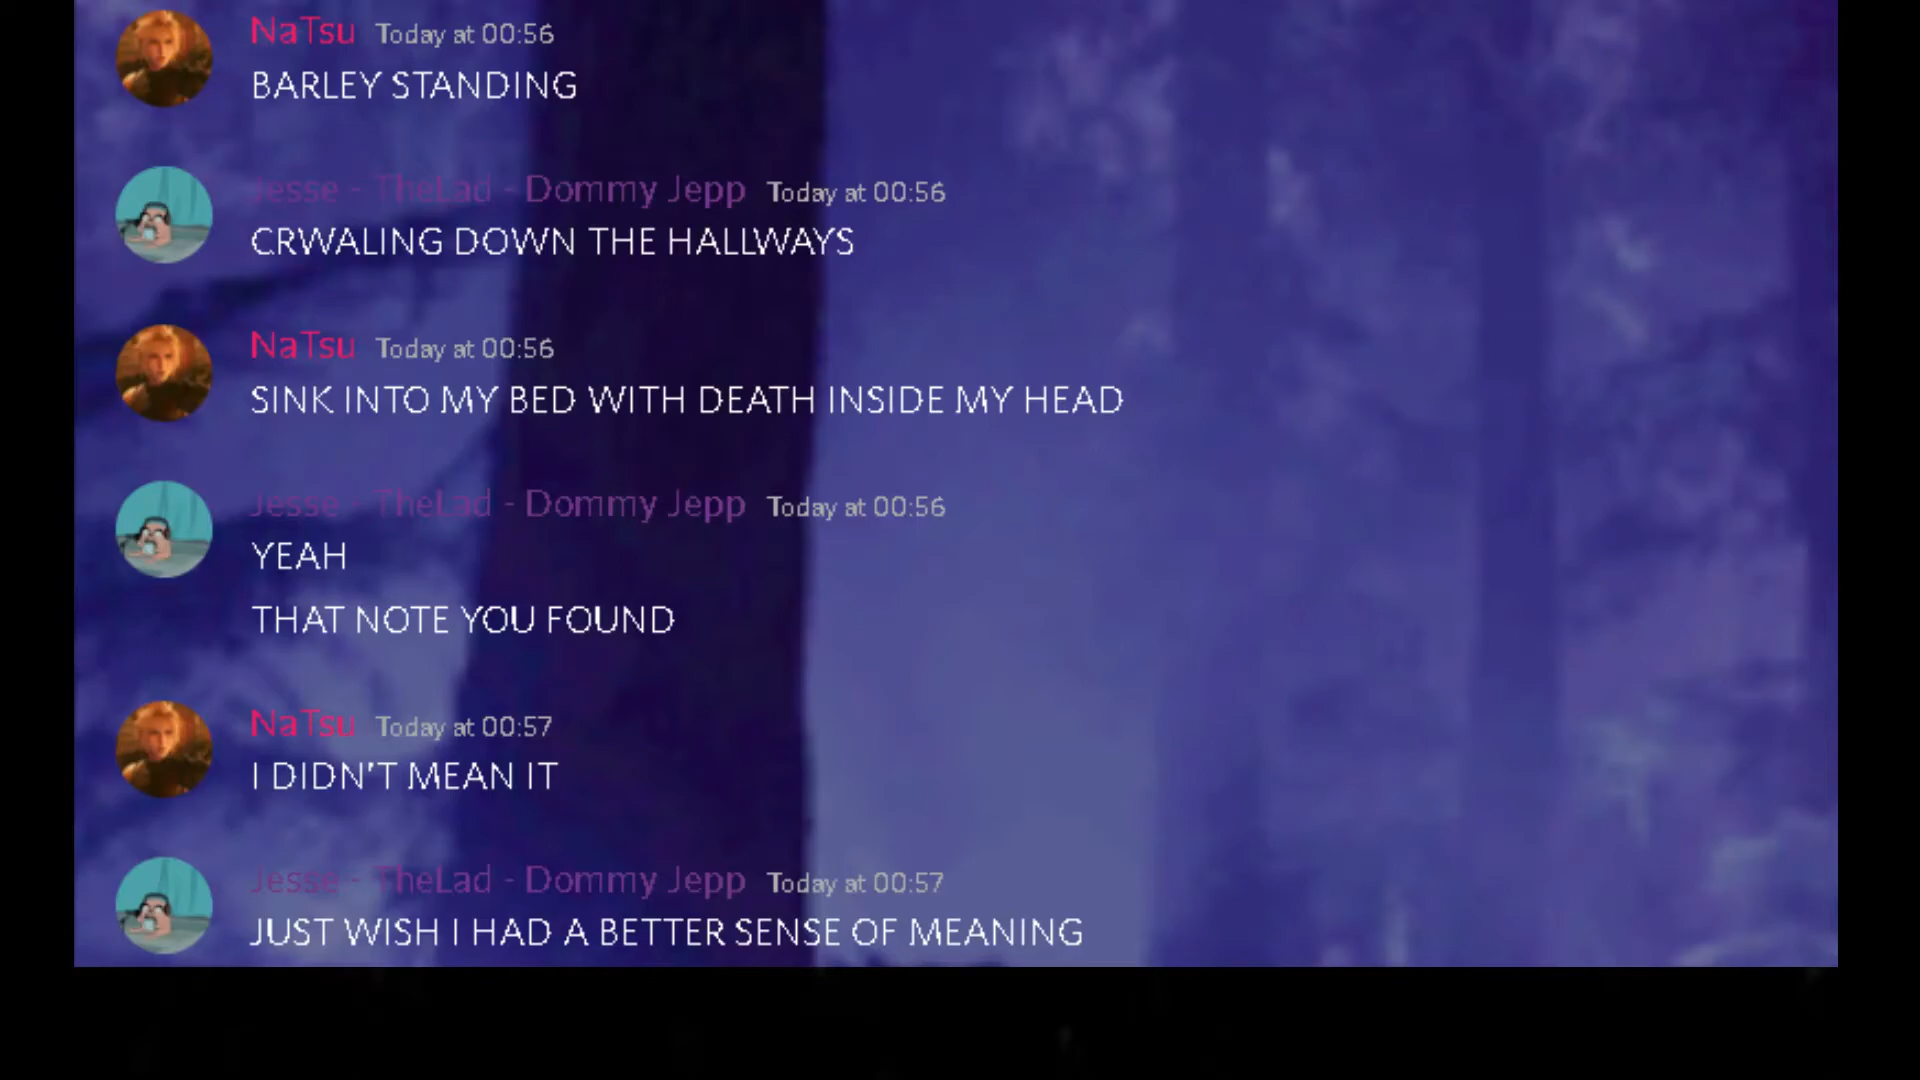 NaTsu Today at 00:56
BARLEY STANDING
Jesse - TheLad - Dommy Jepp Today at 00:56
CRWALING DOWN THE HALLWAYS
NaTsu Today at 00:56
SINK INTO MY BED WITH DEATH INSIDE MY HEAD
Jesse - TheLad - Dommy Jepp Today at 00:56
YEAH
THAT NOTE YOU FOUND
NaTsu Today at 00:57
I DIDN'T MEAN IT
Jesse - TheLad - Dommy Jepp Today at 00:57
JUST WISH I HAD A BETTER SENSE OF MEANING